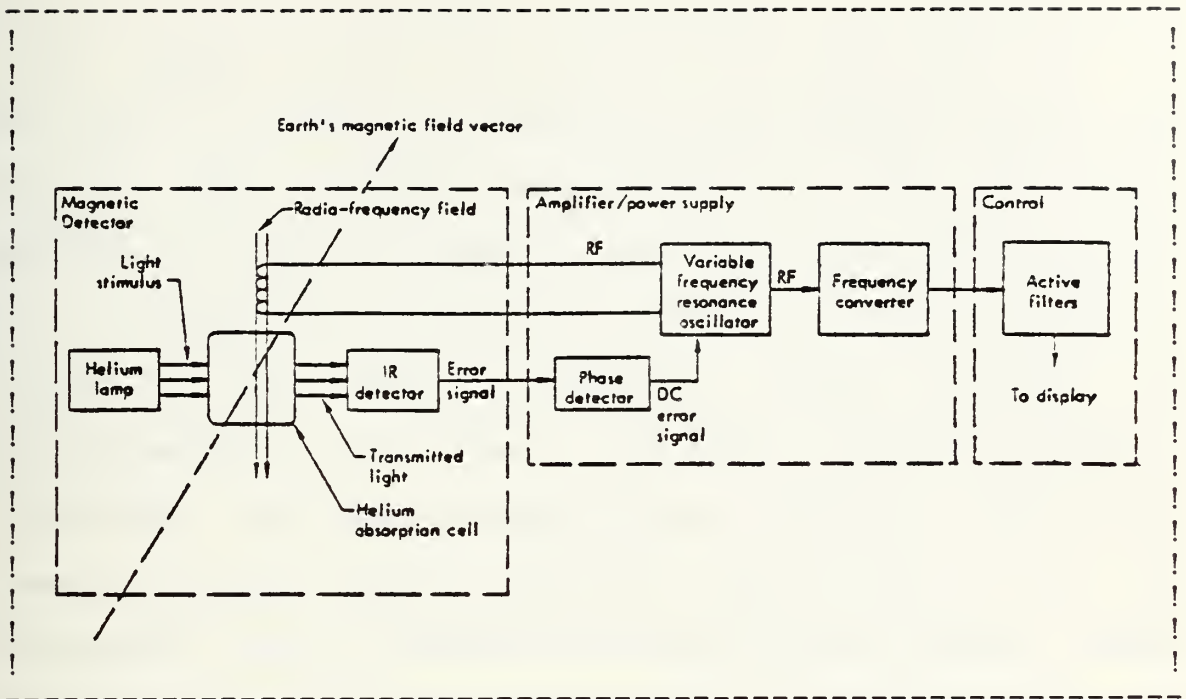 Earth's magnetic field vector
Magnetic
Detector
Radia-frequency field
Light
stimulus
Helium
lamp
IR
detector
Error
signal
Transmitted
light
Helium
absorptian cell
Amplifier/power supply
RF
Variable
frequency
resonance
oscillator
RF
Frequency
converter
Phase
detector
DC
error
signal
Control
Active
filters
To display